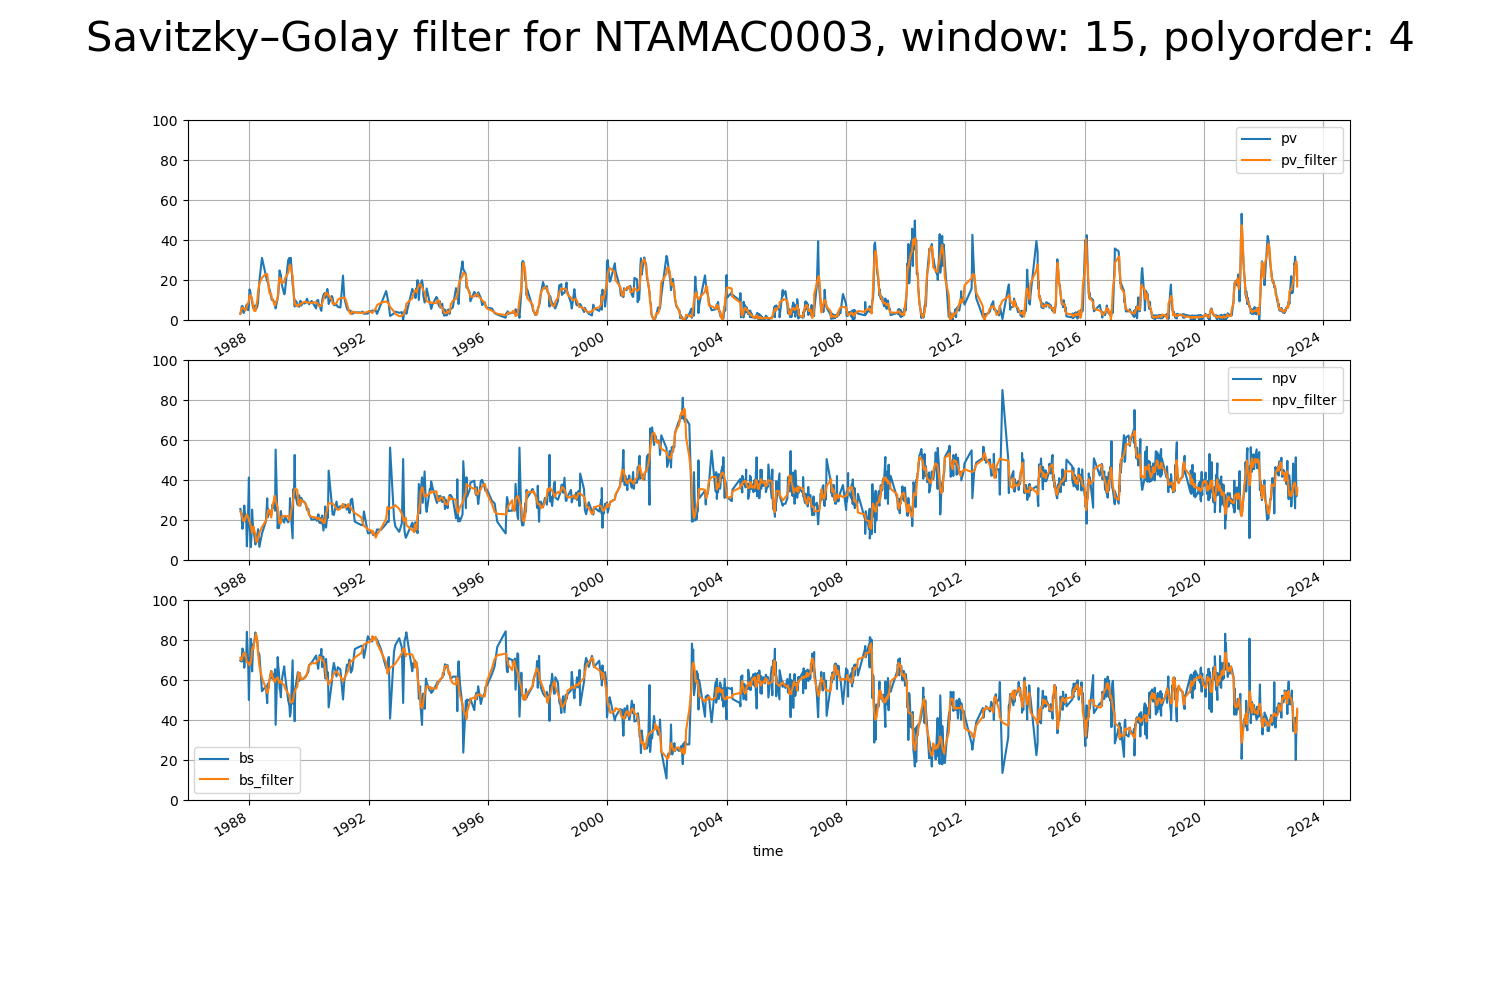 Savitzky–Golay filter for NTAMAC0003, window: 15, polyorder: 4
100
80
60
40
20
0
pv
pv_filter
1988 1992 1996 2000 2004 2008 2012 2016 2020 2024
100
80
60
40
20
0
npv
npv_filter
1988 1992 1996 2000 2004 2008 2012 2016 2020 2024
100
80
60
40
20
0
bs
bs_filter
1988 1992 1996 2000 2004 2008 2012 2016 2020 2024
time